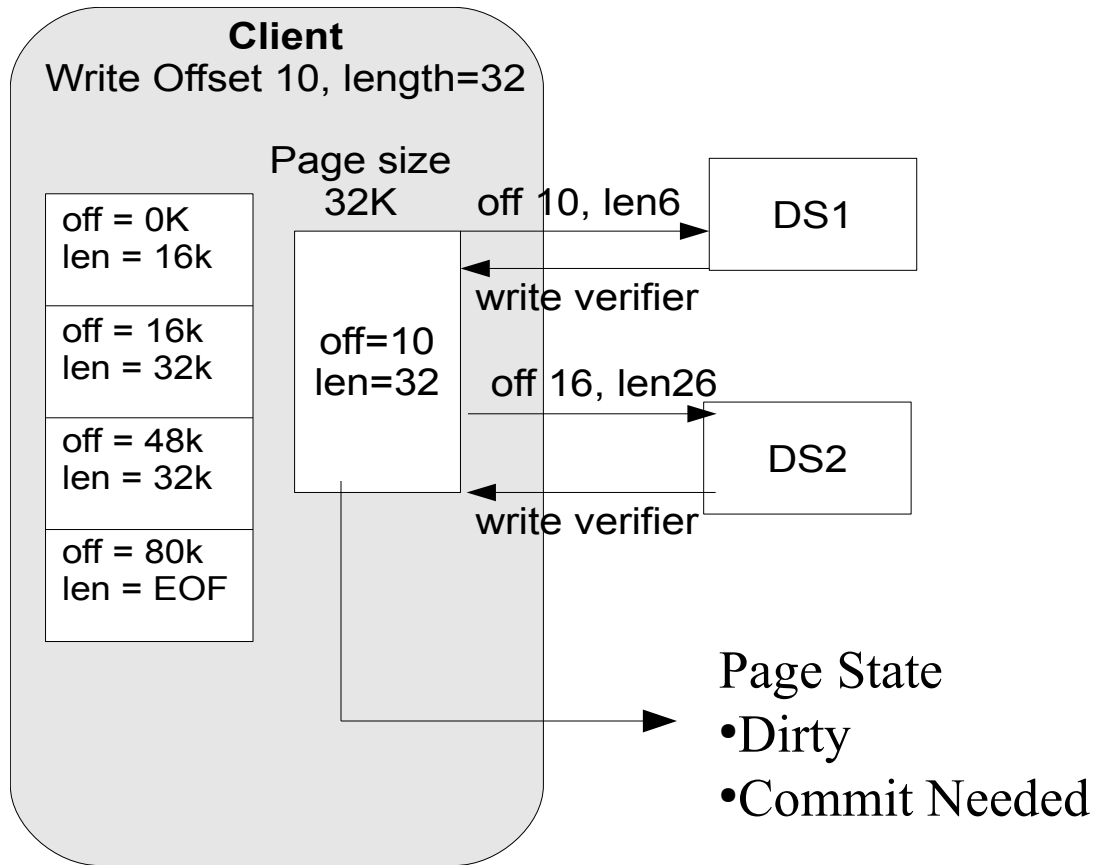 Client
Write Offset 10, length=32
Page size
32K
off = 0K
len = 16k
off = 16k
len = 32k
off = 48k
len = 32k
off = 80k
len = EOF
off=10
len=32
off 10, len6
write verifier
off 16, len26
write verifier
DS1
DS2
Page State
•Dirty
•Commit Needed